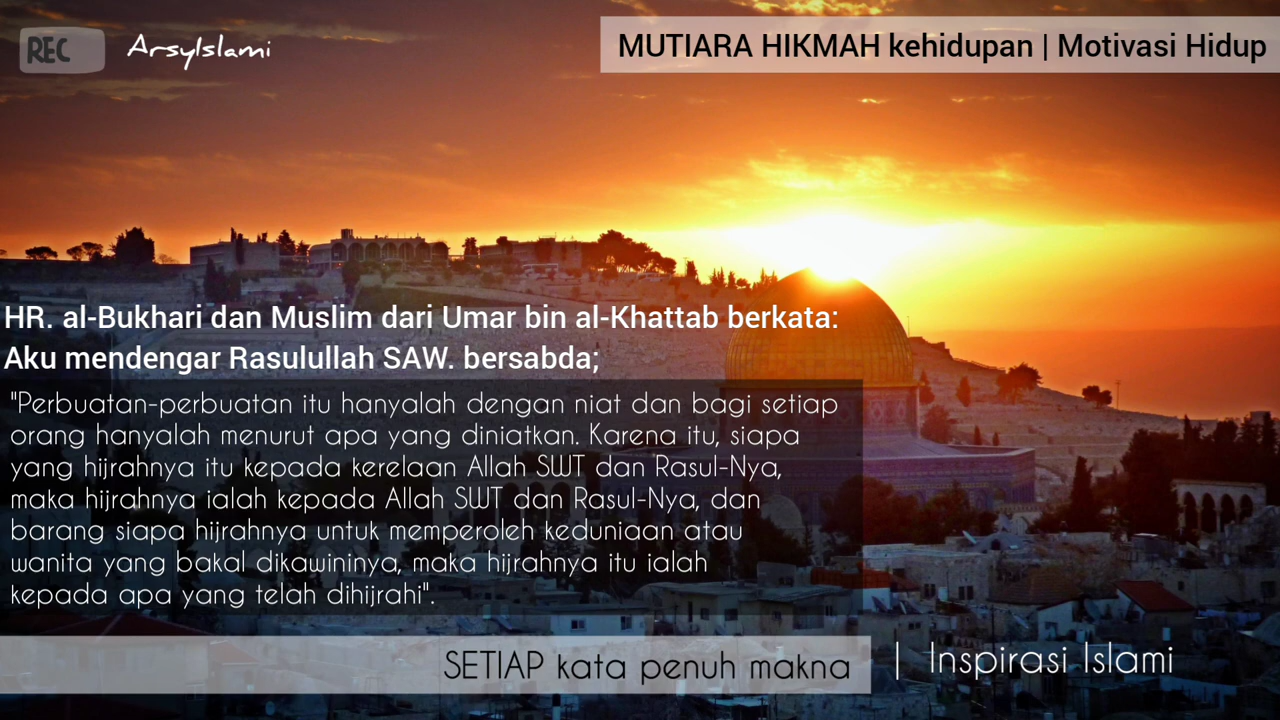 REC
ArsyIslami
MUTIARA HIKMAH kehidupan | Motivasi Hidup
HR. al-Bukhari dan Muslim dari Umar bin al-Khattab berkata:
Aku mendengar Rasulullah SAW. bersabda;
"Perbuatan-perbuatan itu hanyalah dengan niat dan bagi setiap
orang hanyalah menurut apa yang diniatkan. Karena itu, siapa
yang hijrahnya itu kepada kerelaan Allah SWT dan Rasul-Nya,
maka hijrahnya ialah kepada Allah SWT dan Rasul-Nya, dan
barang siapa hijrahnya untuk memperoleh keduniaan atau
wanita yang bakal dikawininya, maka hijrahnya itu ialah
kepada apa yang telah dihijrahi".
SETIAP kata penuh makna | Inspirasi Islami